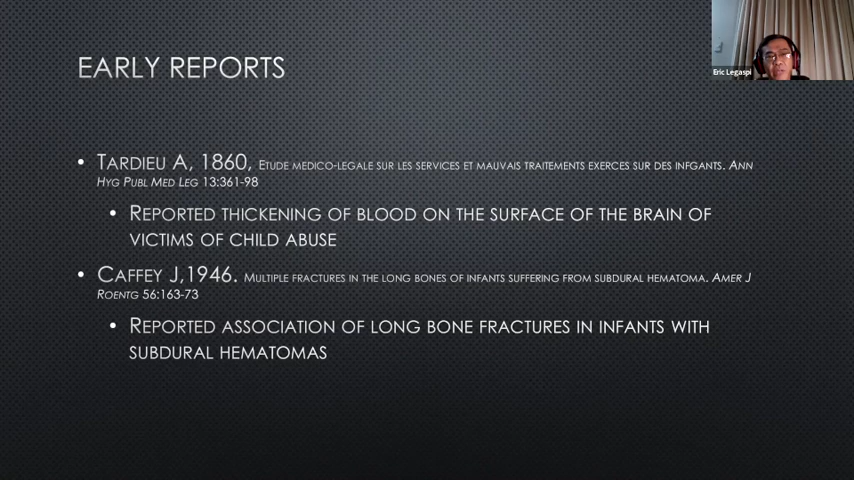 Eric Legaspi
EARLY REPORTS
• TARDIEU A, 1860, ETUDE MEDICO-LEGALE SUR LES SERVICES ET MAUVAIS TRAITEMENTS EXERCES SUR DES INFGANTS. ANN
HYG PUBL MED LEG 13:361-98
• REPORTED THICKENING OF BLOOD ON THE SURFACE OF THE BRAIN OF
VICTIMS OF CHILD ABUSE
• CAFFEY J,1946. MULTIPLE FRACTURES IN THE LONG BONES OF INFANTS SUFFERING FROM SUBDURAL HEMATOMA. AMER J
ROENTG 56:163-73
• REPORTED ASSOCIATION OF LONG BONE FRACTURES IN INFANTS WITH
SUBDURAL HEMATOMAS